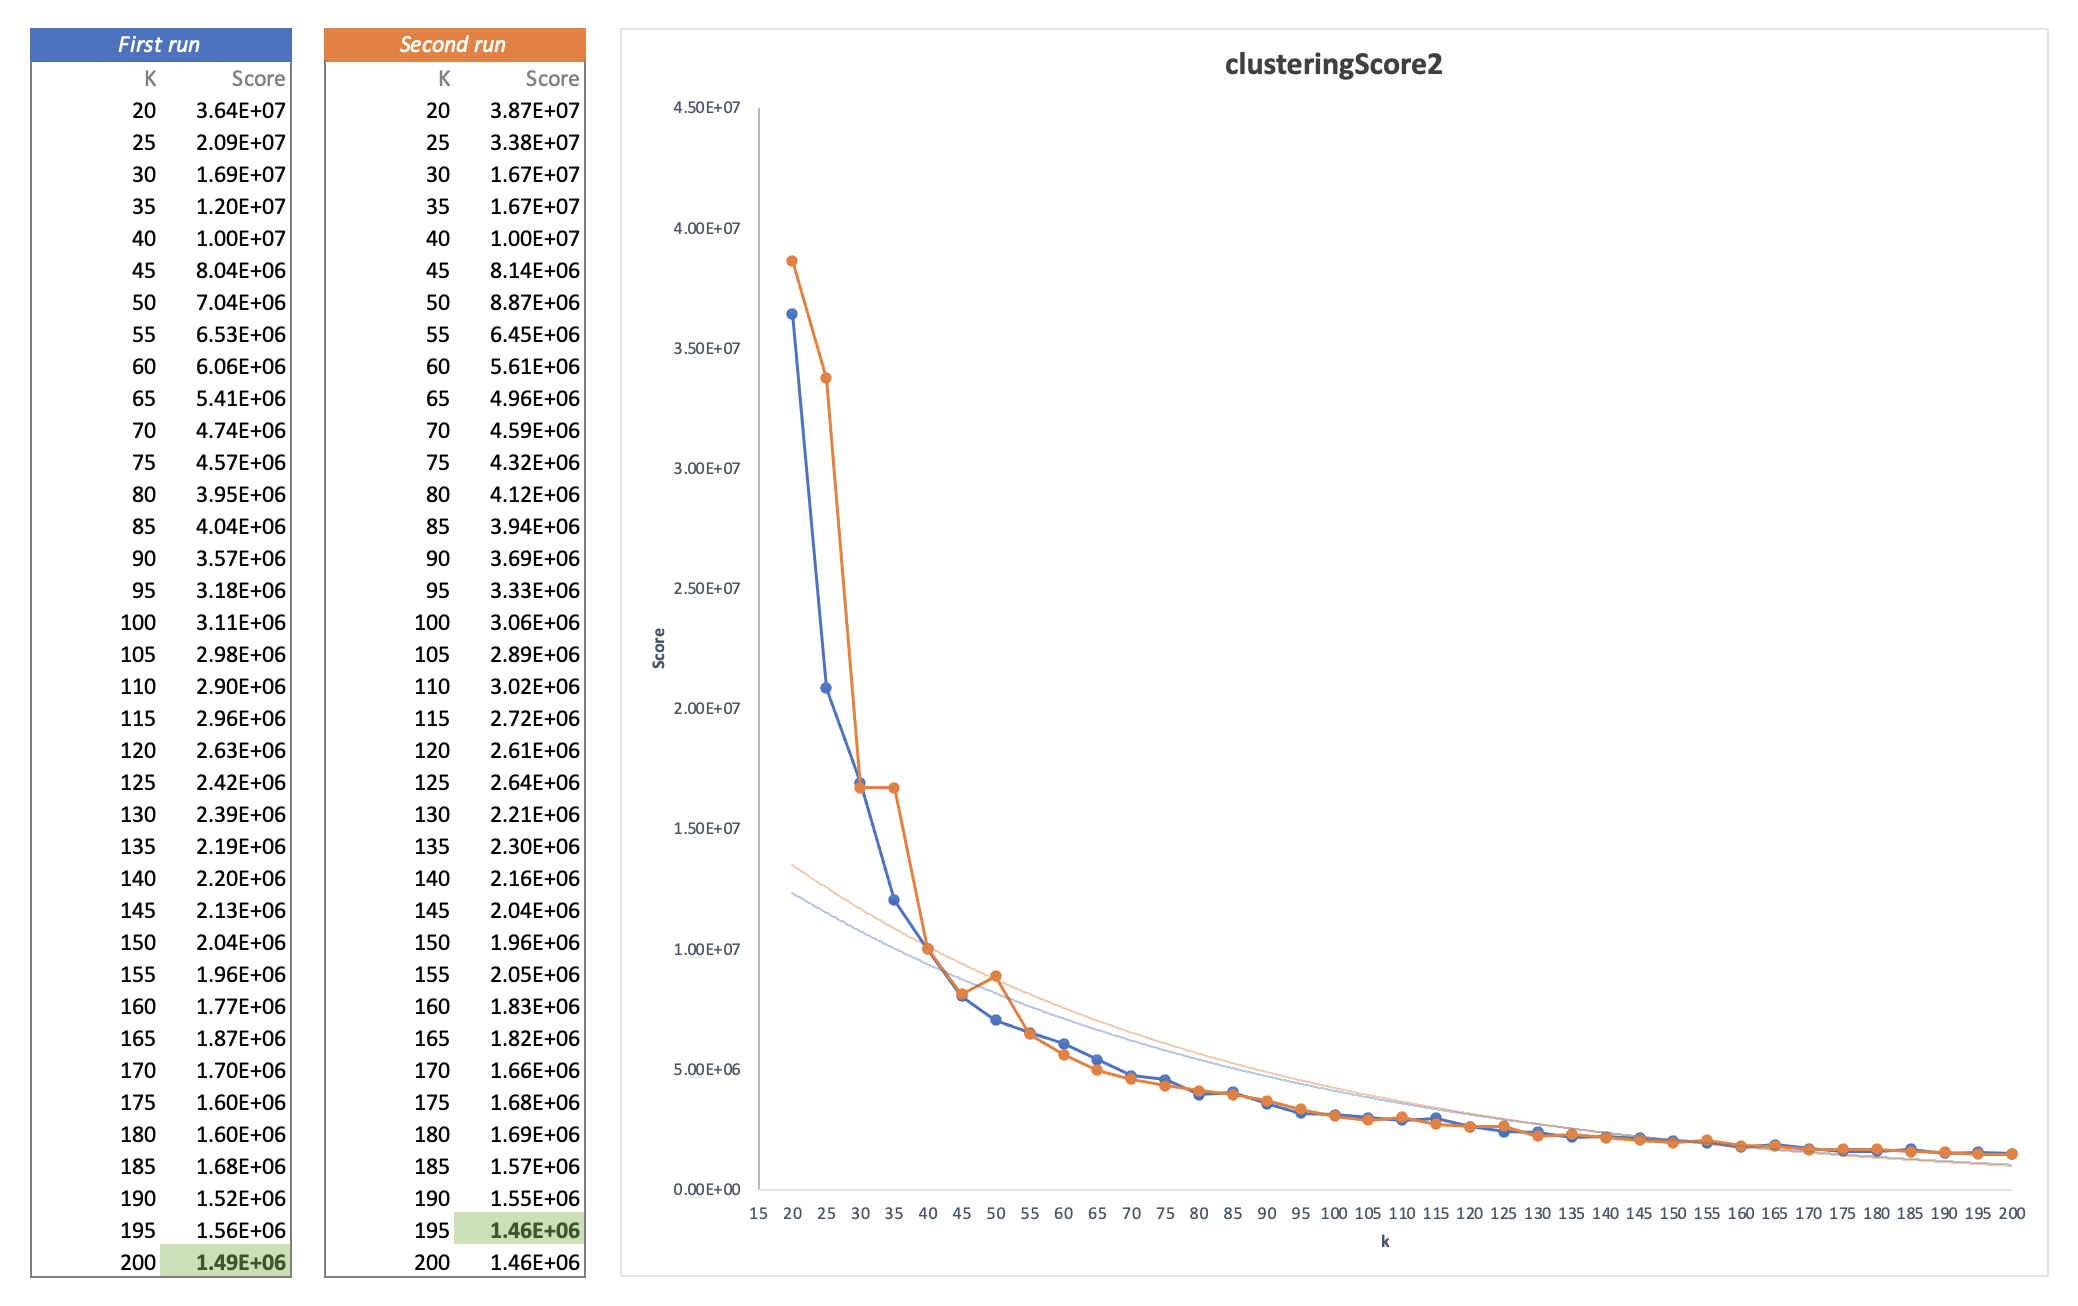 First run
K Score
20 3.64E+07
25 2.09E+07
30 1.69E+07
35 1.20E+07
40 1.00E+07
45 8.04E+06
50 7.04E+06
55 6.53E+06
60 6.06E+06
65 5.41E+06
70 4.74E+06
75 4.57E+06
80 3.95E+06
85 4.04E+06
90 3.57E+06
95 3.18E+06
100 3.11E+06
105 2.98E+06
110 2.90E+06
115 2.96E+06
120 2.63E+06
125 2.42E+06
130 2.39E+06
135 2.19E+06
140 2.20E+06
145 2.13E+06
150 2.04E+06
155 1.96E+06
160 1.77E+06
165 1.87E+06
170 1.70E+06
175 1.60E+06
180 1.60E+06
185 1.68E+06
190 1.52E+06
195 1.56E+06
200 1.49E+06
Second run
K Score
20 3.87E+07
25 3.38E+07
30 1.67E+07
35 1.67E+07
40 1.00E+07
45 8.14E+06
50 8.87E+06
55 6.45E+06
60 5.61E+06
65 4.96E+06
70 4.59E+06
75 4.32E+06
80 4.12E+06
85 3.94E+06
90 3.69E+06
95 3.33E+06
100 3.06E+06
105 2.89E+06
110 3.02E+06
115 2.72E+06
120 2.61E+06
125 2.64E+06
130 2.21E+06
135 2.30E+06
140 2.16E+06
145 2.04E+06
150 1.96E+06
155 2.05E+06
160 1.83E+06
165 1.82E+06
170 1.66E+06
175 1.68E+06
180 1.69E+06
185 1.57E+06
190 1.55E+06
195 1.46E+06
200 1.46E+06
clusteringScore2
4.50E+07
4.00E+07
3.50E+07
3.00E+07
2.50E+07
2.00E+07
1.50E+07
1.00E+07
5.00E+06
0.00E+00
Score
15 20 25 30 35 40 45 50 55 60 65 70 75 80 85 90 95 100 105 110 115 120 125 130 135 140 145 150 155 160 165 170 175 180 185 190 195 200
k